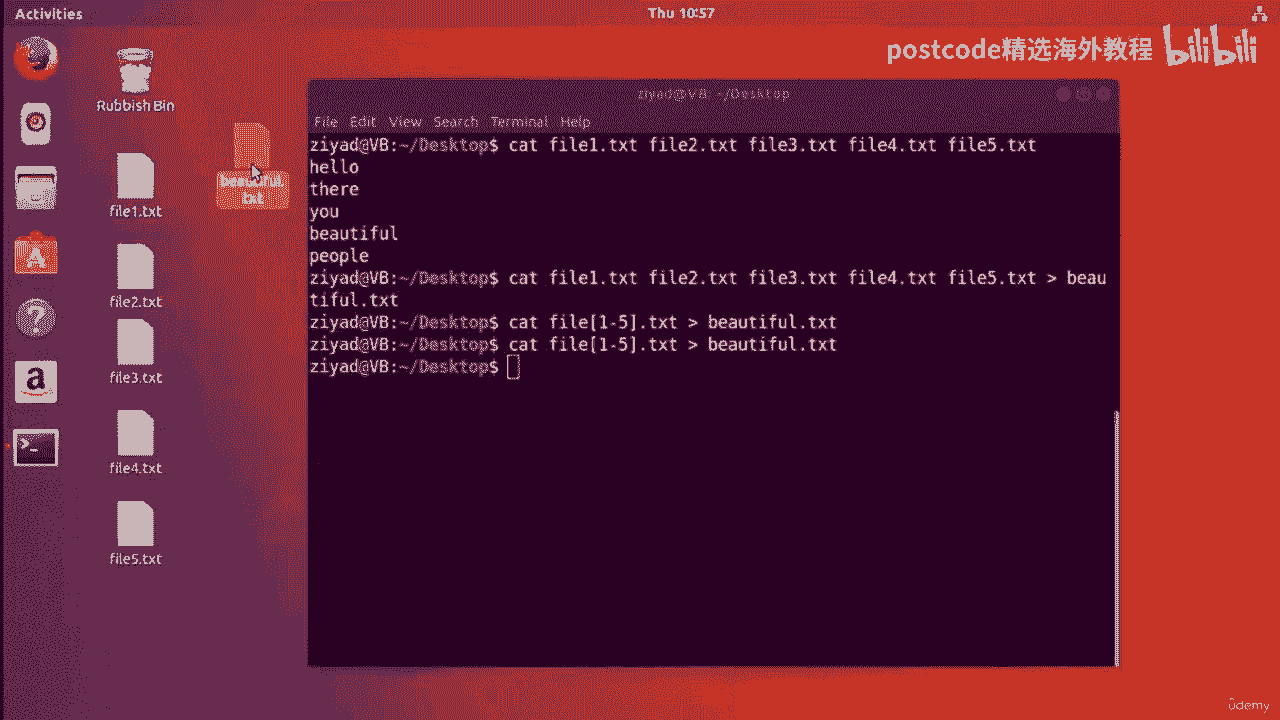 Activities
Thu 10:57
postcode精选海外教程 bilibili
Rubbish Bin
beautiful.
txt
file1.txt
file2.txt
file3.txt
file4.txt
file5.txt
ziyad@VB: ~/Desktop
File Edit View Search Terminal Help
ziyad@VB:~/Desktop$ cat file1.txt file2.txt file3.txt file4.txt file5.txt
hello
there
you
beautiful
people
ziyad@VB:~/Desktop$ cat file1.txt file2.txt file3.txt file4.txt file5.txt > beau
tiful.txt
ziyad@VB:~/Desktop$ cat file[1-5].txt > beautiful.txt
ziyad@VB:~/Desktop$ cat file[1-5].txt > beautiful.txt
ziyad@VB:~/Desktop$
ûdemy